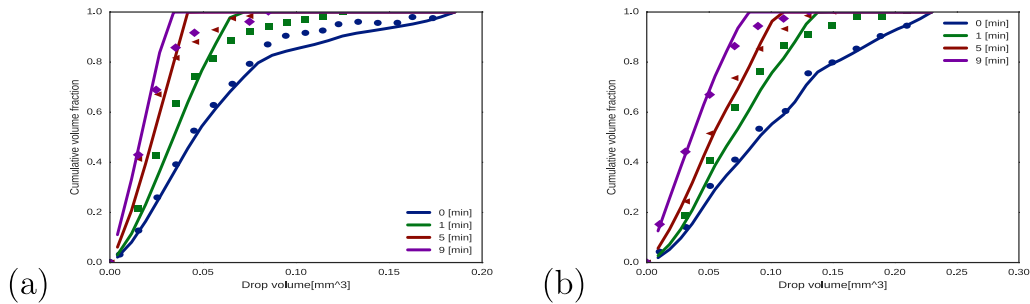 1.0
0.8
0.6
0.4
0.2
0.0
Cumulative volume fraction
0.00 0.05 0.10 0.15 0.20
Drop volume[mm^3]
0 [min]
1 [min]
5 [min]
9 [min]
(a)
1.0
0.8
0.6
0.4
0.2
0.0
Cumulative volume fraction
0.00 0.05 0.10 0.15 0.20 0.25 0.30
Drop volume[mm^3]
0 [min]
1 [min]
5 [min]
9 [min]
(b)